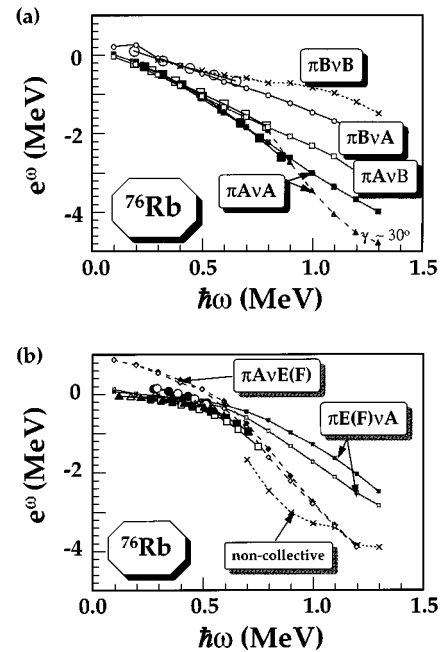 (a)
0
-2
-4
e^ω (MeV)
πBνB
πBνA
πAνB
πAνA
γ ~ 30°
⁷⁶Rb
0.0 0.5 1.0 1.5
ħω (MeV)
(b)
0
-2
-4
e^ω (MeV)
πAνE(F)
πE(F)νA
non-collective
⁷⁶Rb
0.0 0.5 1.0 1.5
ħω (MeV)